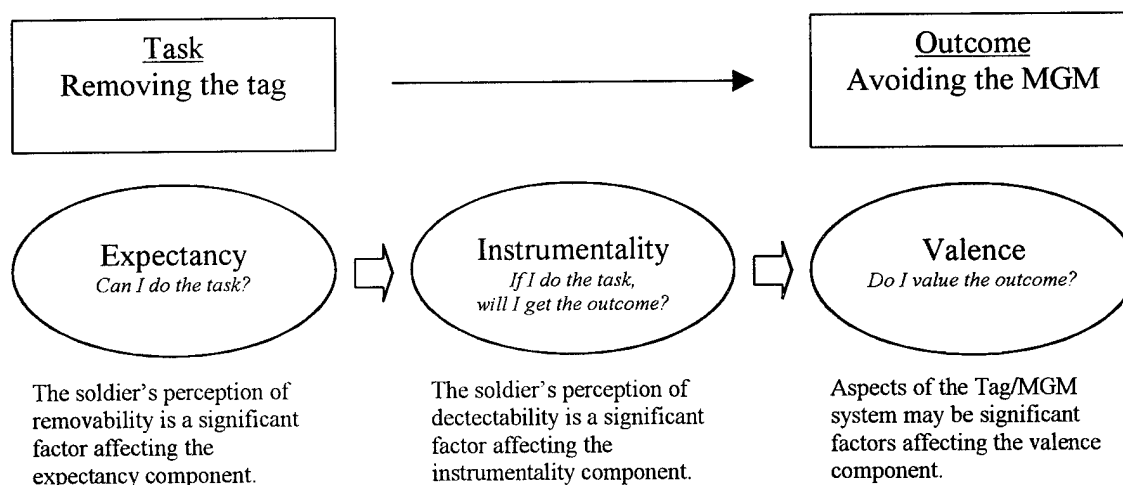 Task
Removing the tag
Outcome
Avoiding the MGM
Expectancy
Can I do the task?
Instrumentality
If I do the task,
will I get the outcome?
Valence
Do I value the outcome?
The soldier's perception of
removability is a significant
factor affecting the
expectancy component.
The soldier's perception of
dectectability is a significant
factor affecting the
instrumentality component.
Aspects of the Tag/MGM
system may be significant
factors affecting the valence
component.